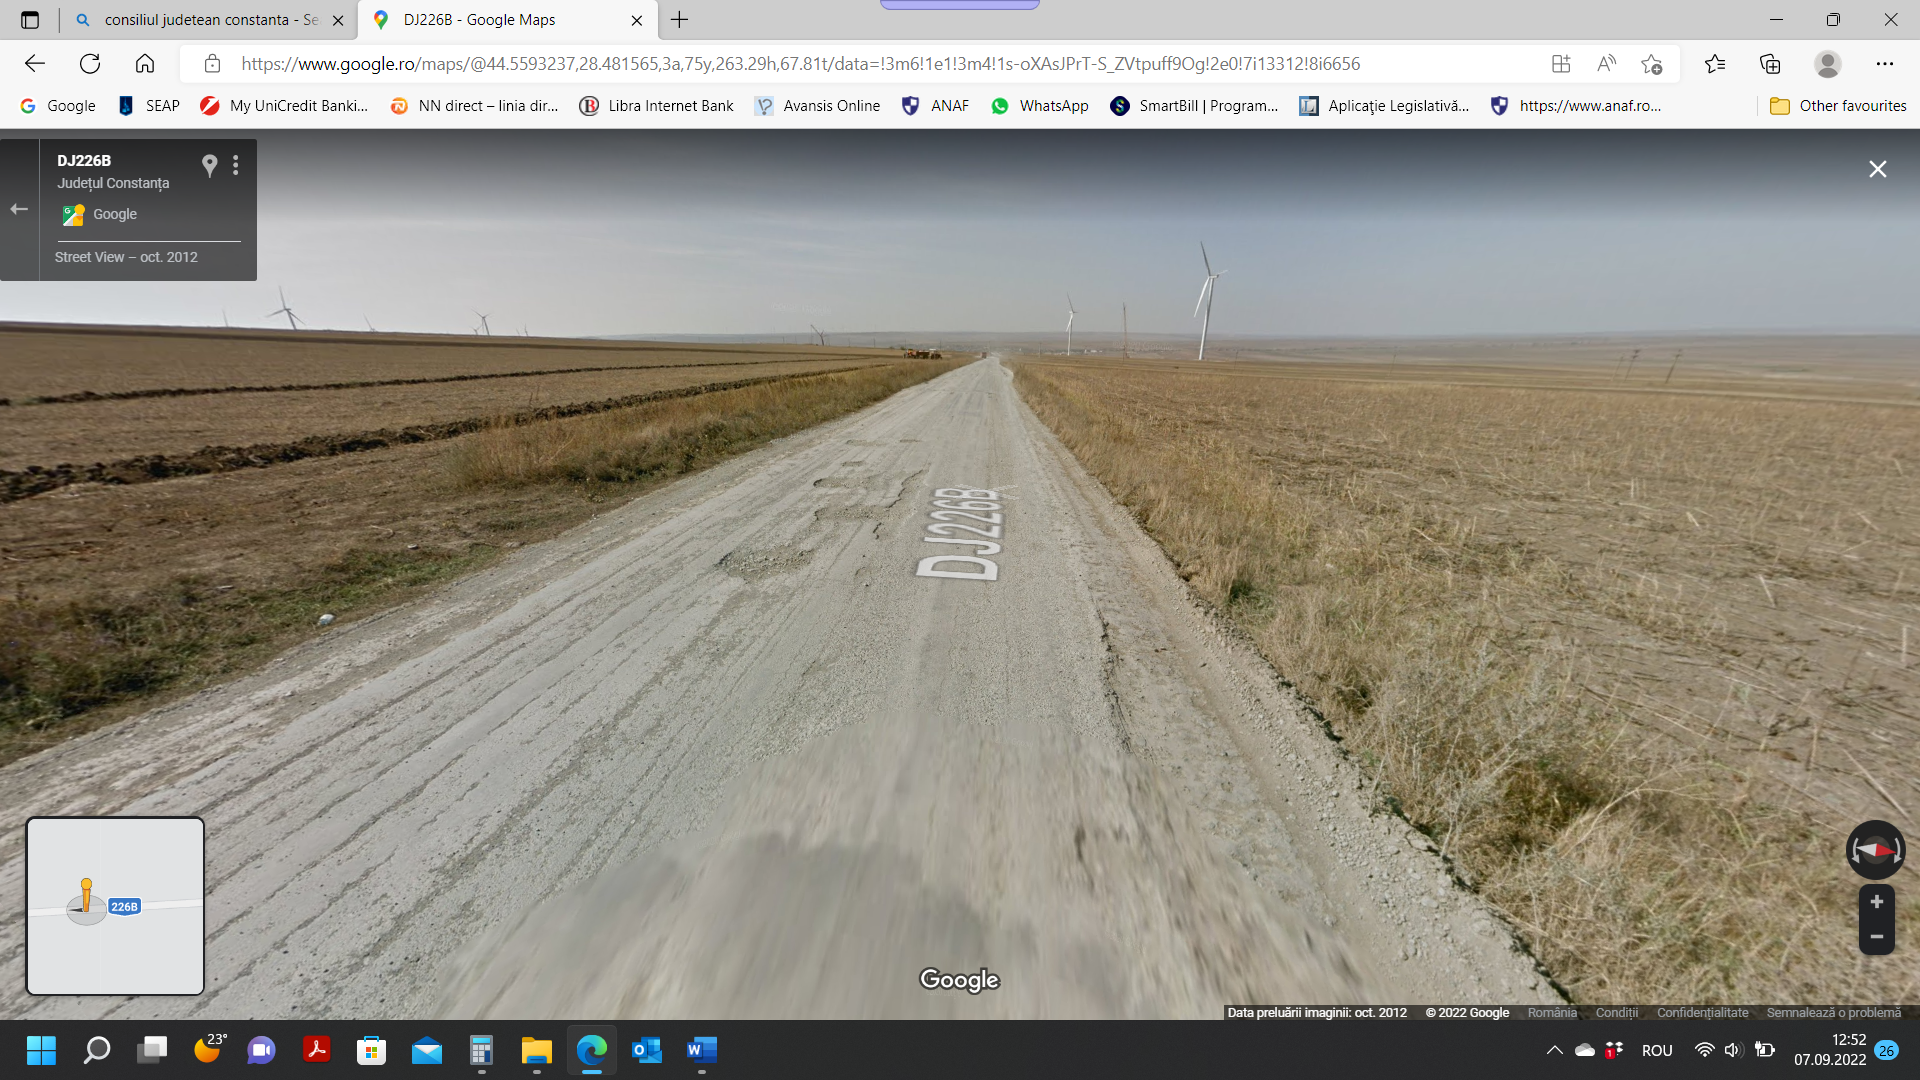 consiliul judetean constanta - Se
DJ226B - Google Maps
https://www.google.ro/maps/@44.5593237,28.481565,3a,75y,263.29h,67.81t/data=!3m6!1e1!3m4!1s-oXAsJPrT-S_ZVtpuff9Og!2e0!7i13312!8i6656
Google
SEAP
My UniCredit Banki...
NN direct – linia dir...
Libra Internet Bank
Avansis Online
ANAF
WhatsApp
SmartBill | Program...
Aplicaţie Legislativă...
https://www.anaf.ro...
Other favourites
DJ226B
Județul Constanța
Google
Street View – oct. 2012
DJ226B
226B
Google
Data preluării imaginii: oct. 2012
© 2022 Google
România
Condiții
Confidențialitate
Semnalează o problemă
23°
ROU
12:52
07.09.2022
26